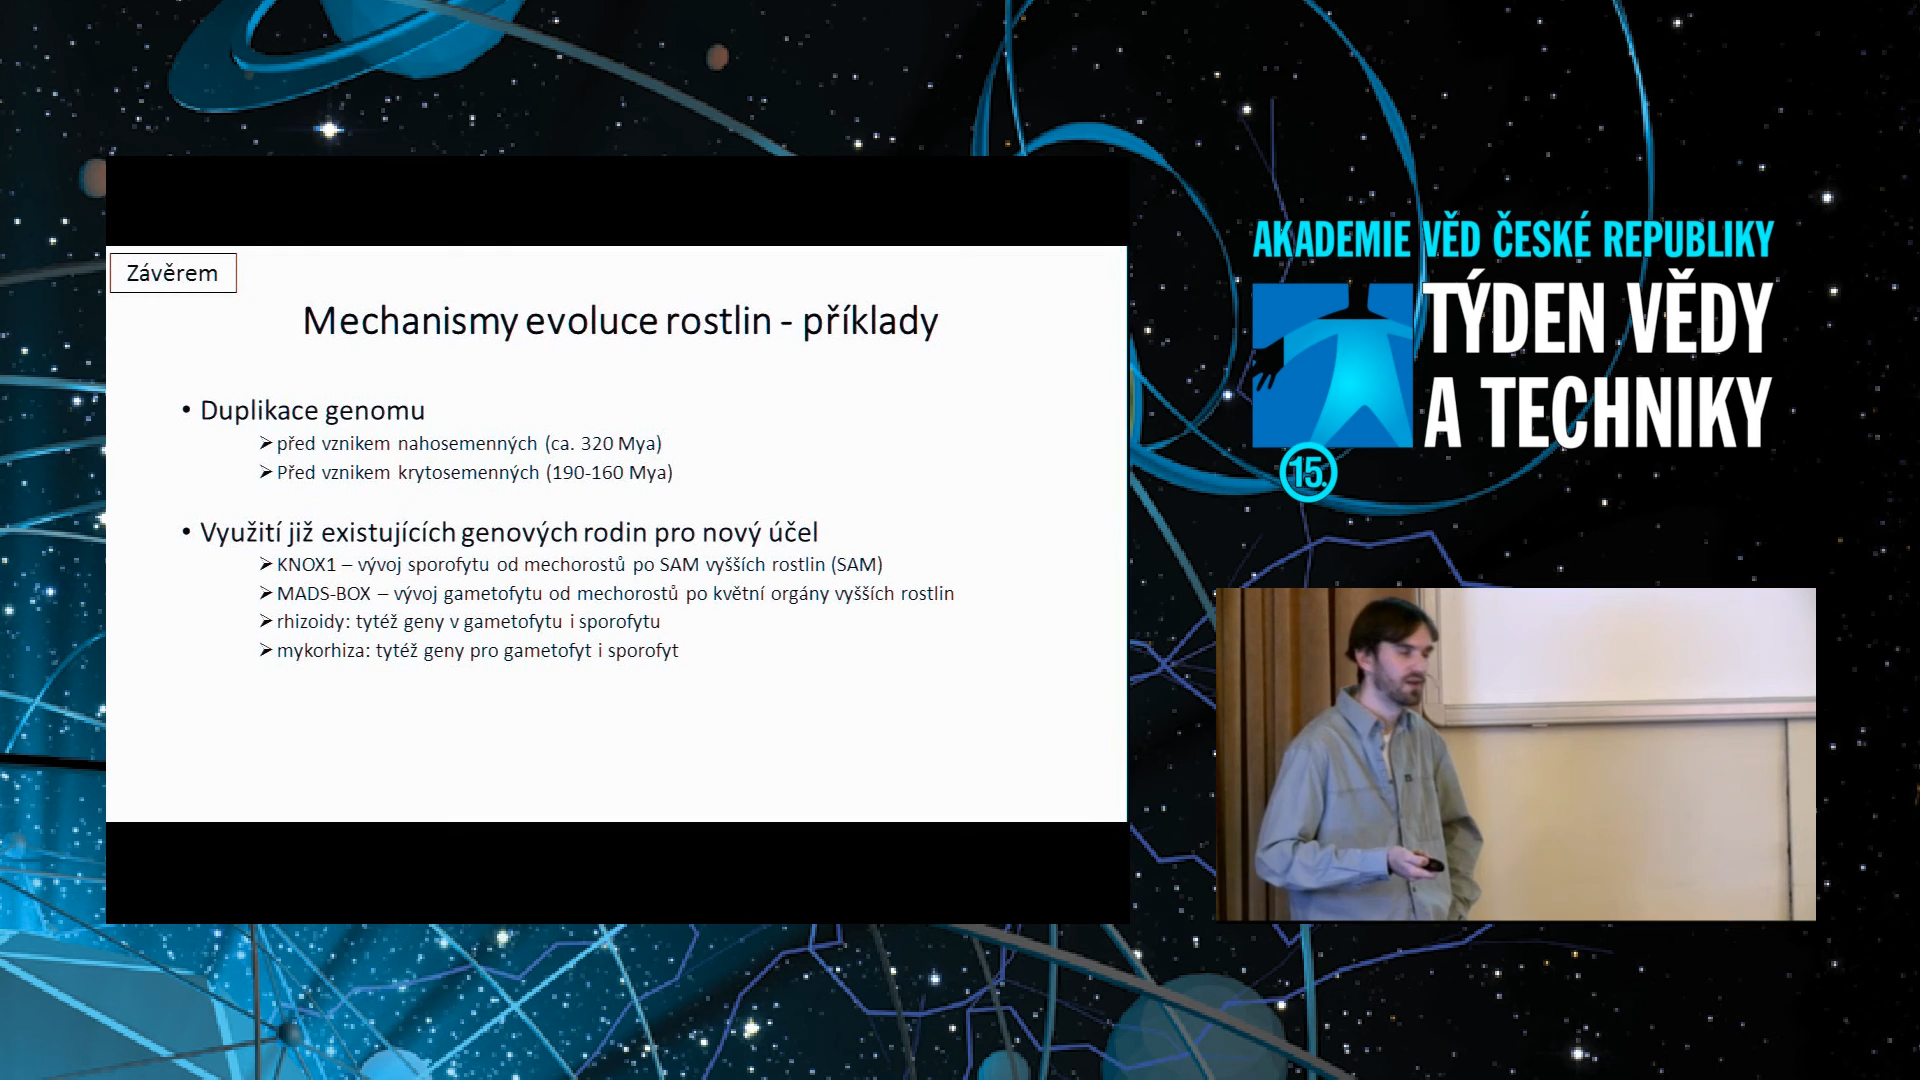 Závěrem
Mechanismy evoluce rostlin - příklady
• Duplikace genomu
➢ před vznikem nahosemenných (ca. 320 Mya)
➢ Před vznikem krytosemenných (190-160 Mya)
• Využití již existujících genových rodin pro nový účel
➢ KNOX1 – vývoj sporofytu od mechorostů po SAM vyšších rostlin (SAM)
➢ MADS-BOX – vývoj gametofytu od mechorostů po květní orgány vyšších rostlin
➢ rhizoidy: tytéž geny v gametofytu i sporofytu
➢ mykorhiza: tytéž geny pro gametofyt i sporofyt
AKADEMIE VĚD ČESKÉ REPUBLIKY
TÝDEN VĚDY
A TECHNIKY
15.